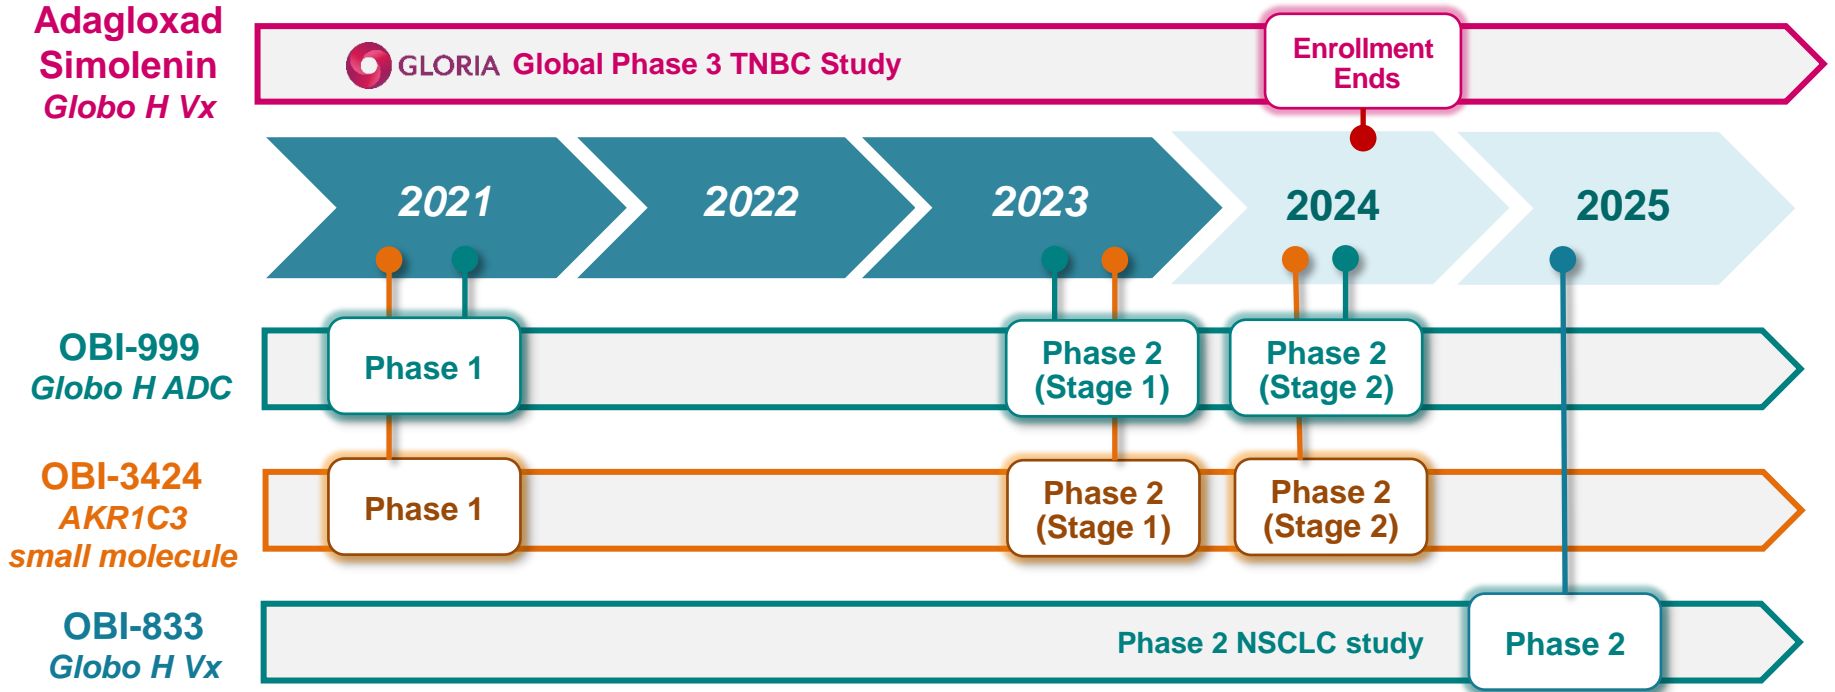 Adagloxad
Simolenin
Globo H Vx
GLORIA Global Phase 3 TNBC Study
Enrollment
Ends
2021
2022
2023
2024
2025
OBI-999
Globo H ADC
Phase 1
Phase 2
(Stage 1)
Phase 2
(Stage 2)
OBI-3424
AKR1C3
small molecule
Phase 1
Phase 2
(Stage 1)
Phase 2
(Stage 2)
OBI-833
Globo H Vx
Phase 2 NSCLC study
Phase 2